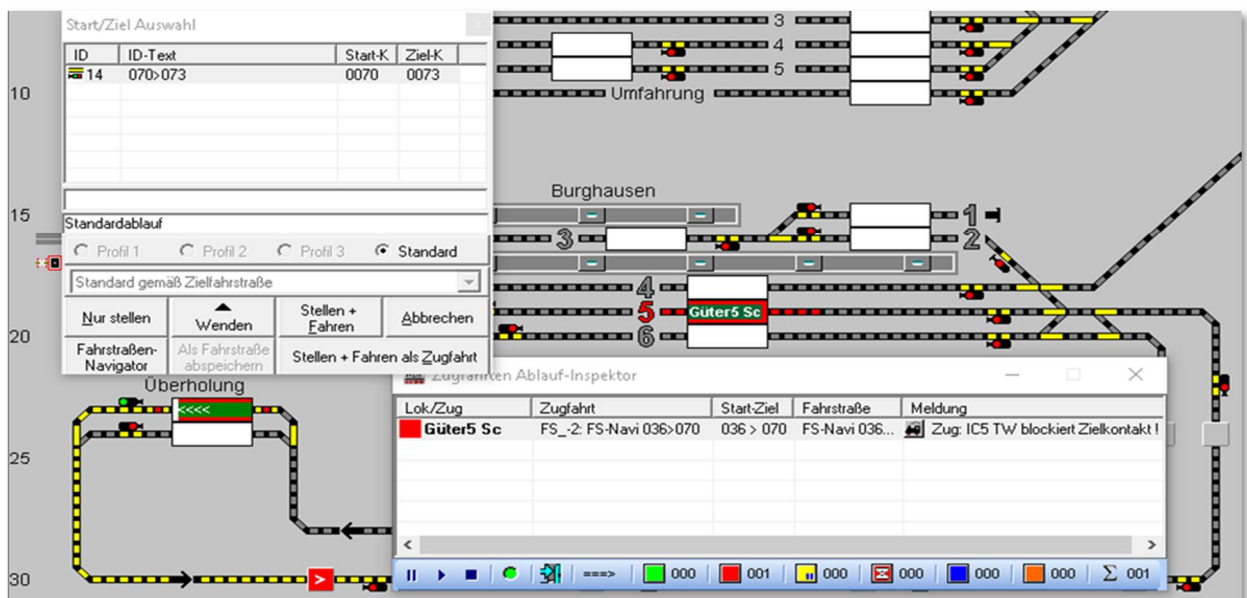 Start/Ziel Auswahl
ID ID-Text Start-K Ziel-K
14 070>073 0070 0073
Standardablauf
Profil 1 Profil 2 Profil 3 Standard
Standard gemäß Zielfahrstraße
Nur stellen Wenden Stellen + Fahren Abbrechen
Fahrstraßen-Navigator Als Fahrstraße abspeichern Stellen + Fahren als Zugfahrt
3
4
5
10
Umfahrung
Burghausen
15
1
3
2
4
5 Güter5 Sc
20
6
Überholung
<<<<
25
30
>
Zugfahrten Ablauf-Inspektor
Lok/Zug Zugfahrt Start-Ziel Fahrstraße Meldung
Güter5 Sc FS_-2: FS-Navi 036>070 036 > 070 FS-Navi 036... Zug: IC5 TW blockiert Zielkontakt !
===> 000 001 000 000 000 000 Σ 001